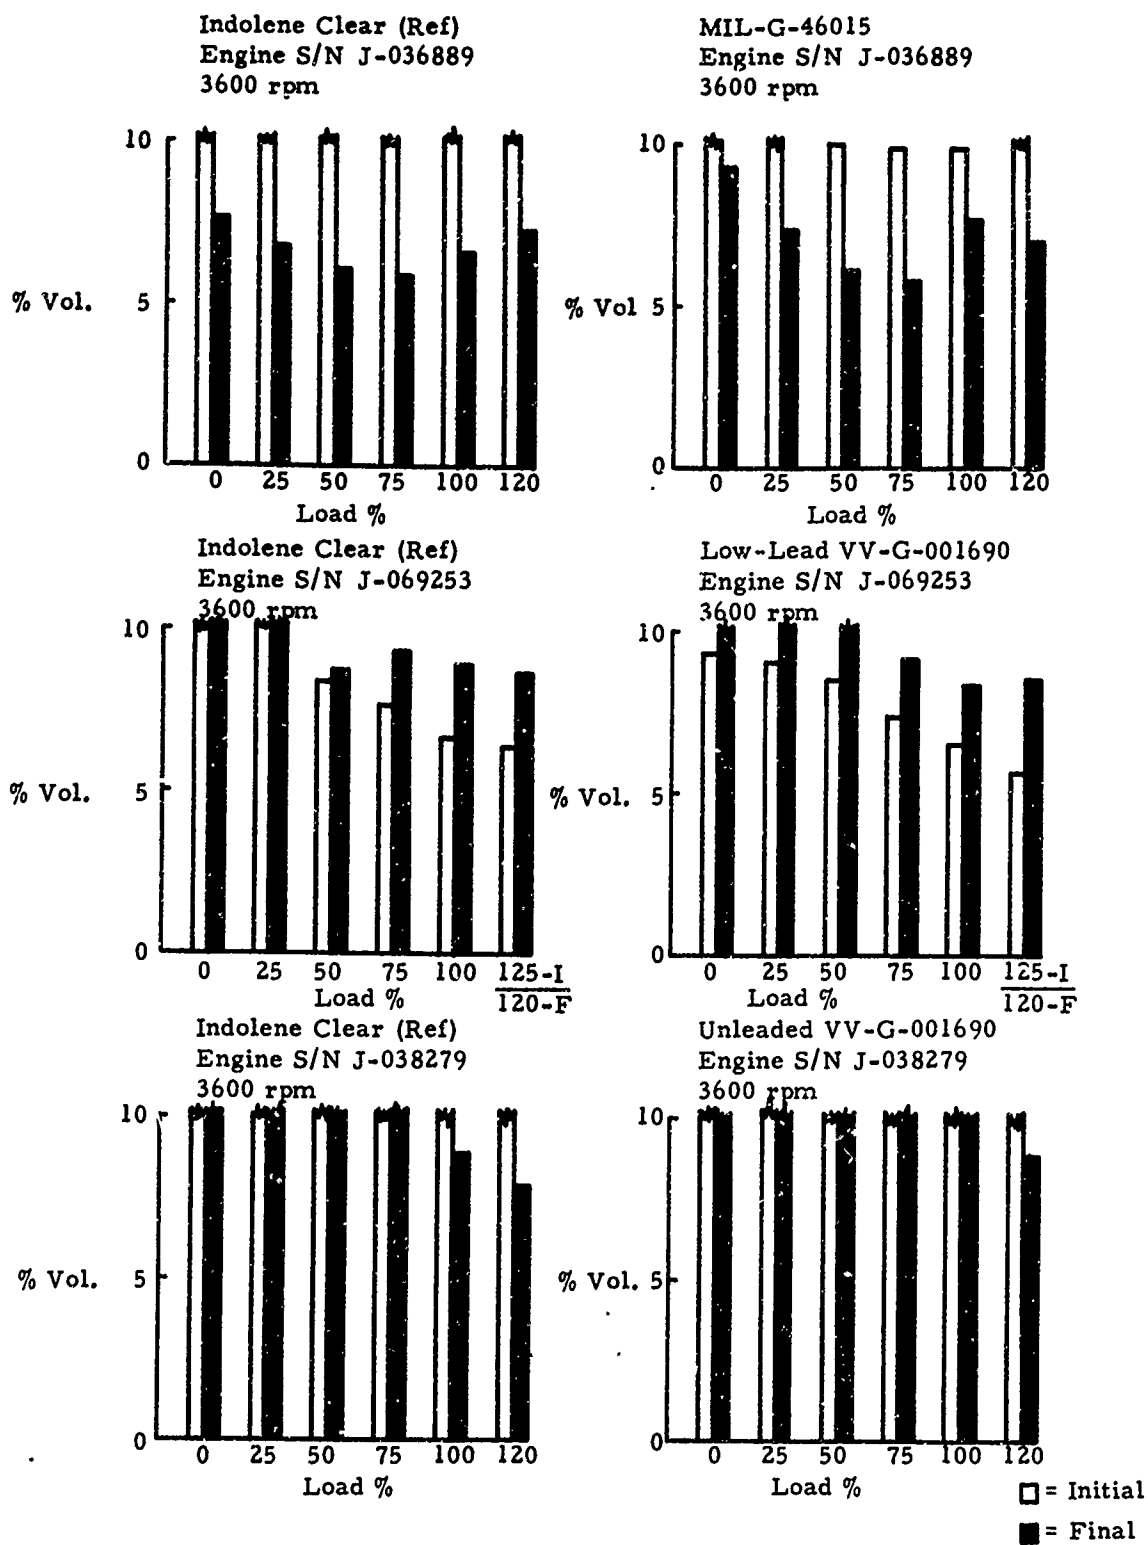 Indolene Clear (Ref)
Engine S/N J-036889
3600 rpm
10
5
0
% Vol.
0 25 50 75 100 120
Load %
MIL-G-46015
Engine S/N J-036889
3600 rpm
10
5
0
% Vol
0 25 50 75 100 120
Load %
Indolene Clear (Ref)
Engine S/N J-069253
3600 rpm
10
5
0
% Vol.
0 25 50 75 100 125-I
120-F
Load %
Low-Lead VV-G-001690
Engine S/N J-069253
3600 rpm
10
5
0
% Vol.
0 25 50 75 100 125-I
120-F
Load %
Indolene Clear (Ref)
Engine S/N J-038279
3600 rpm
10
5
0
% Vol.
0 25 50 75 100 120
Load %
Unleaded VV-G-001690
Engine S/N J-038279
3600 rpm
10
5
0
% Vol.
0 25 50 75 100 120
Load %
= Initial
= Final